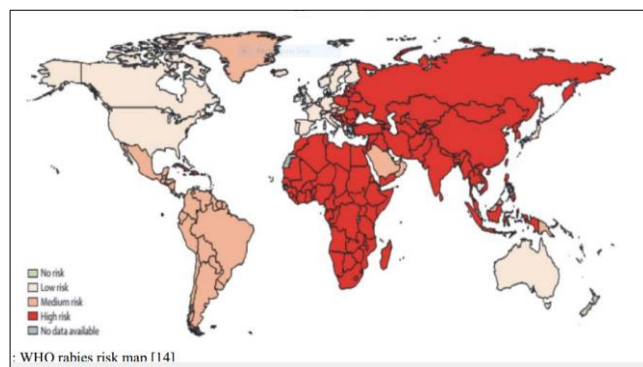 No risk
Low risk
Medium risk
High risk
No data available
: WHO rabies risk map [14]